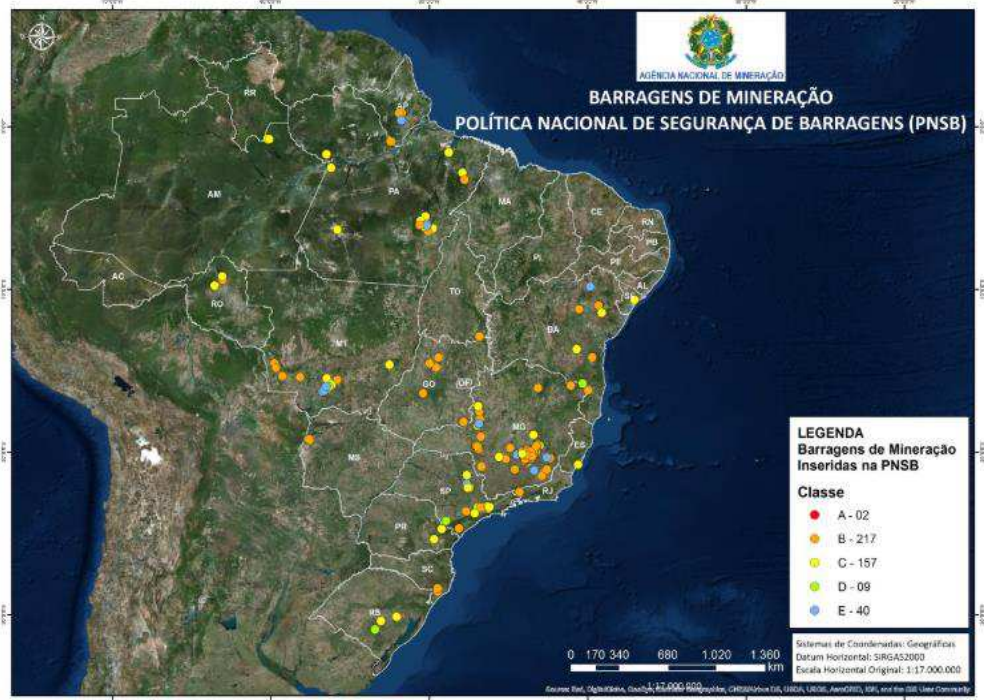 AGÊNCIA NACIONAL DE MINERAÇÃO
BARRAGENS DE MINERAÇÃO
POLÍTICA NACIONAL DE SEGURANÇA DE BARRAGENS (PNSB)
RR
AP
AM
PA
MA
CE
RN
PB
PE
PI
AL
SE
AC
RO
TO
BA
MT
GO
DF
MG
ES
MS
SP
RJ
PR
SC
RS
LEGENDA
Barragens de Mineração
Inseridas na PNSB
Classe
A - 02
B - 217
C - 157
D - 09
E - 40
0 170 340 680 1.020 1.360
km
1:17.000.000
Sistemas de Coordenadas: Geográficas
Datum Horizontal: SIRGAS2000
Escala Horizontal Original: 1:17.000.000